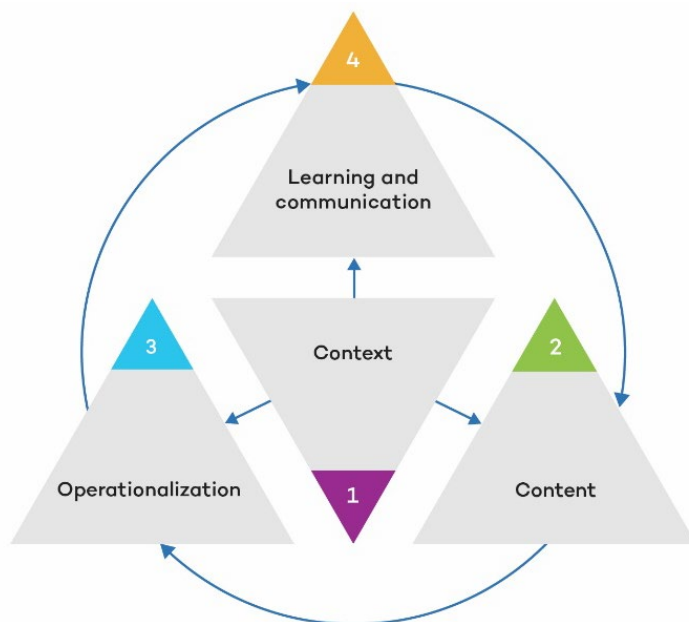 4
Learning and
communication
3
Context
2
Operationalization
1
Content